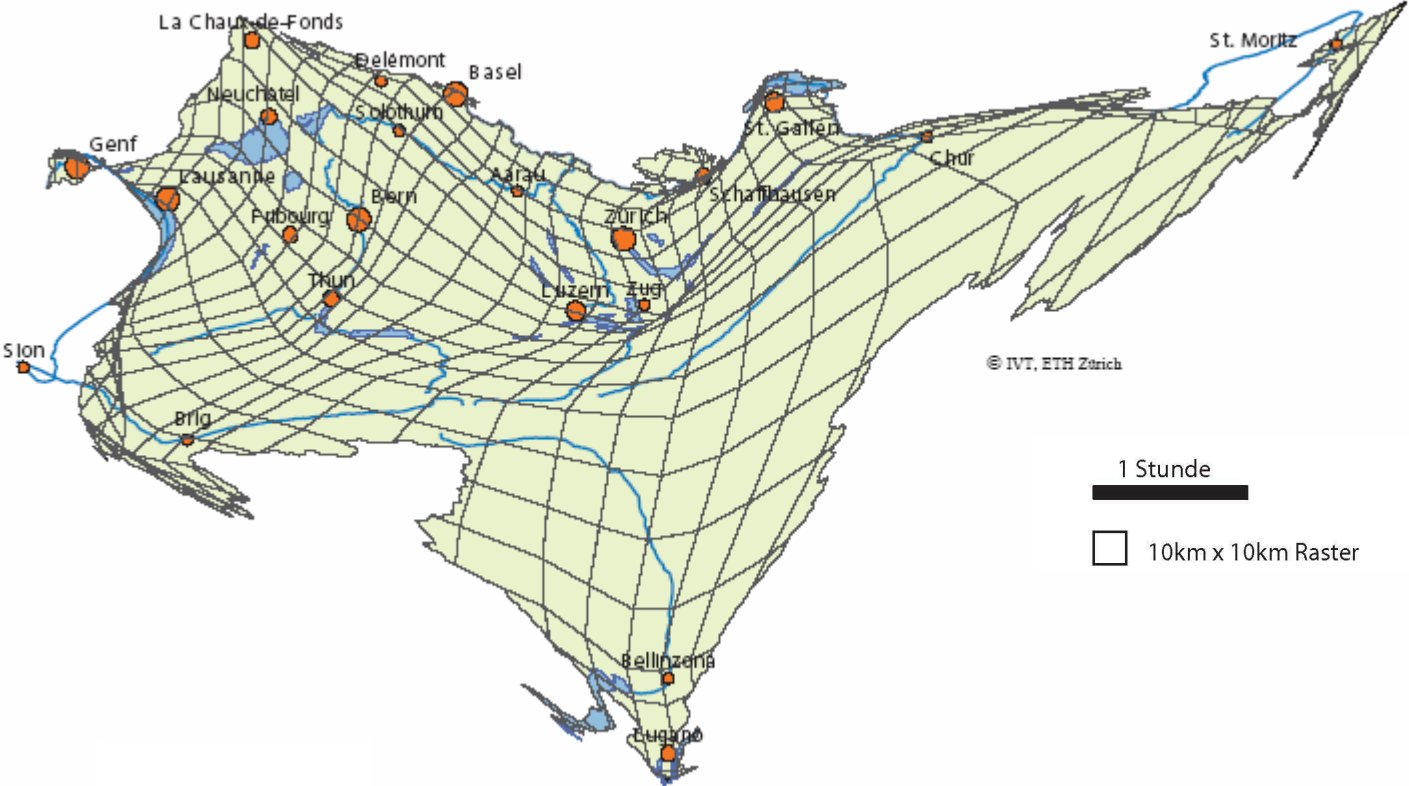 La Chaux-de-Fonds
St. Moritz
Delémont
Basel
Neuchâtel
Solothurn
St. Gallen
Genf
Chur
Lausanne
Aarau
Schaffhausen
Bern
Fribourg
Zürich
Thun
Luzern
Zug
Sion
© IVT, ETH Zürich
Brig
1 Stunde
10km x 10km Raster
Bellinzona
Lugano